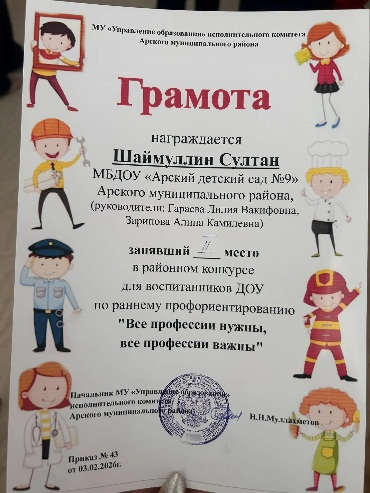 МУ «Управление образования» исполнительного комитета
Арского муниципального района
Грамота
награждается
Шаймуллин Султан
МБДОУ «Арский детский сад №9»
Арского муниципального района,
(руководители: Гараева Лилия Вакифовна,
Зарипова Алина Камилевна)
занявший II место
в районном конкурсе
для воспитанников ДОУ
по раннему профориентированию
"Все профессии нужны,
все профессии важны"
Начальник МУ «Управление образования»
исполнительного комитета
Арского муниципального района
Н.И.Муллахметов
Приказ № 43
от 03.02.2026г.